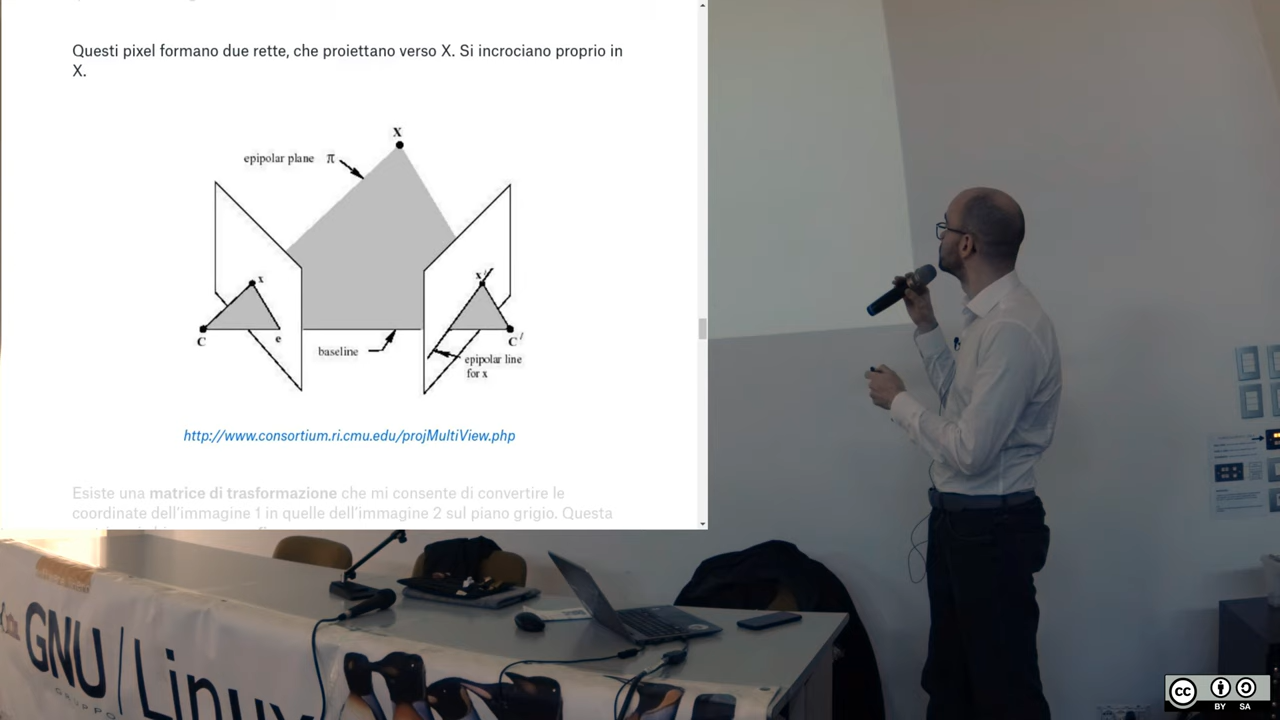 Questi pixel formano due rette, che proiettano verso X. Si incrociano proprio in
X.
X
epipolar plane π
x
x'
C
e
C'
baseline
epipolar line
for x
http://www.consortium.ri.cmu.edu/projMultiView.php
Esiste una matrice di trasformazione che mi consente di convertire le
coordinate dell'immagine 1 in quelle dell'immagine 2 sul piano grigio. Questa
GNU/Linux
GRUPPO
cc
BY SA